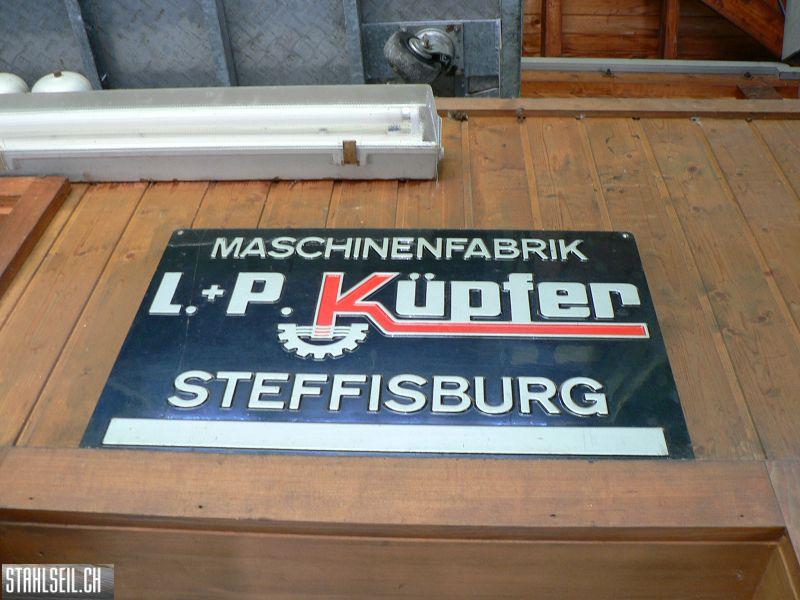 MASCHINENFABRIK
L.+P. Küpfer
STEFFISBURG
STAHLSEIL.CH